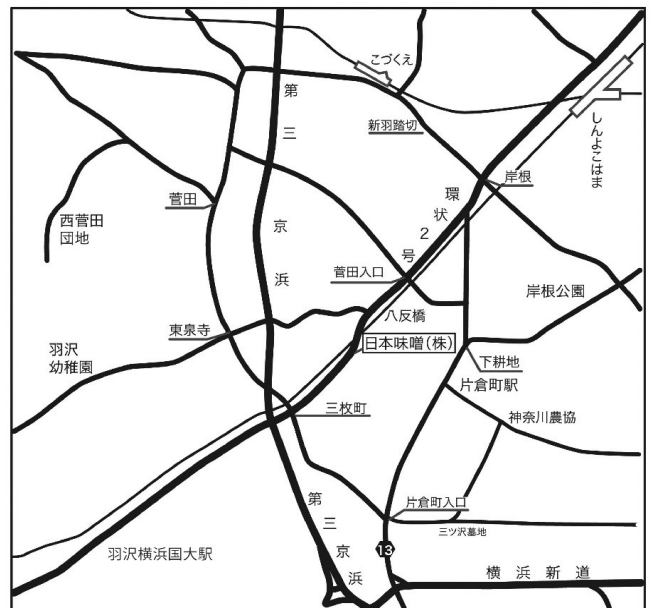 こづくえ
第三京浜
新羽踏切
しんよこはま
岸根
環状2号
菅田
西菅田
団地
菅田入口
岸根公園
八反橋
東泉寺
日本味噌(株)
羽沢
幼稚園
下耕地
片倉町駅
三枚町
神奈川農協
片倉町入口
第三京浜
三ツ沢墓地
13
羽沢横浜国大駅
横浜新道